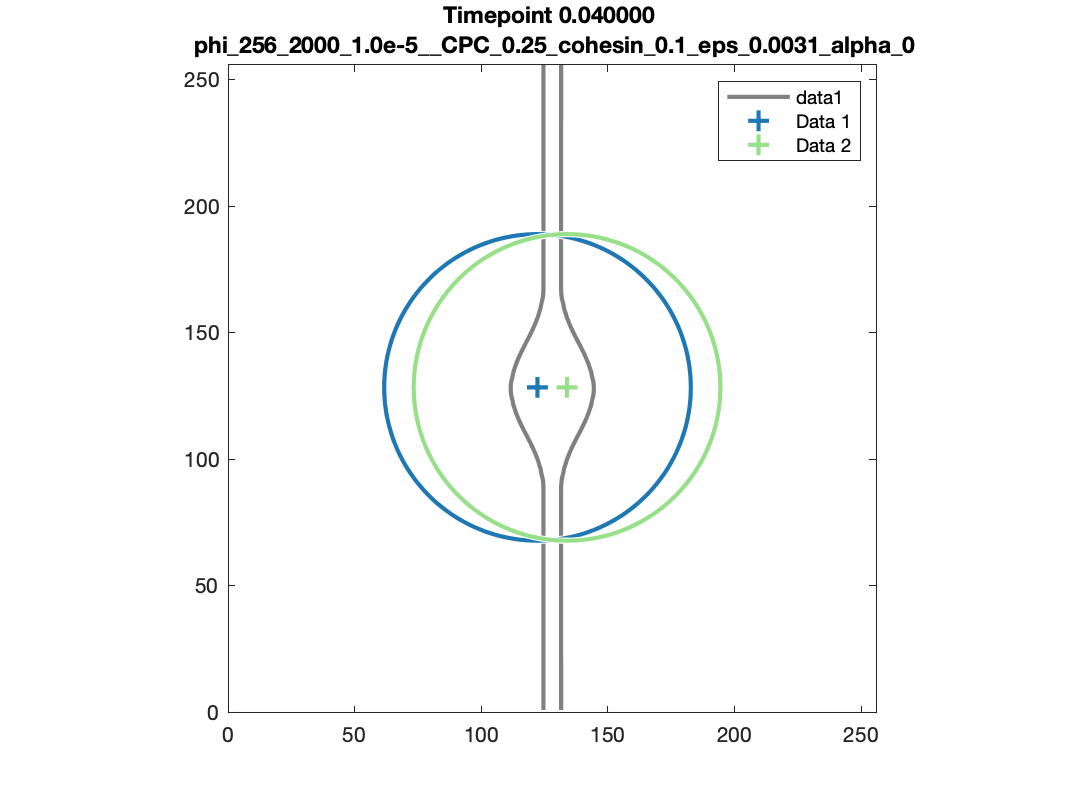 Timepoint 0.040000
phi_256_2000_1.0e-5__CPC_0.25_cohesin_0.1_eps_0.0031_alpha_0
250
200
150
100
50
0
0 50 100 150 200 250
data1
Data 1
Data 2